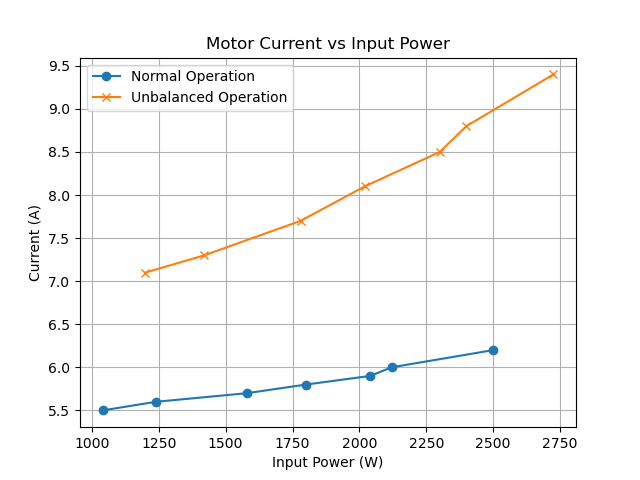 Motor Current vs Input Power
Normal Operation
Unbalanced Operation
Current (A)
9.5
9.0
8.5
8.0
7.5
7.0
6.5
6.0
5.5
1000 1250 1500 1750 2000 2250 2500 2750
Input Power (W)